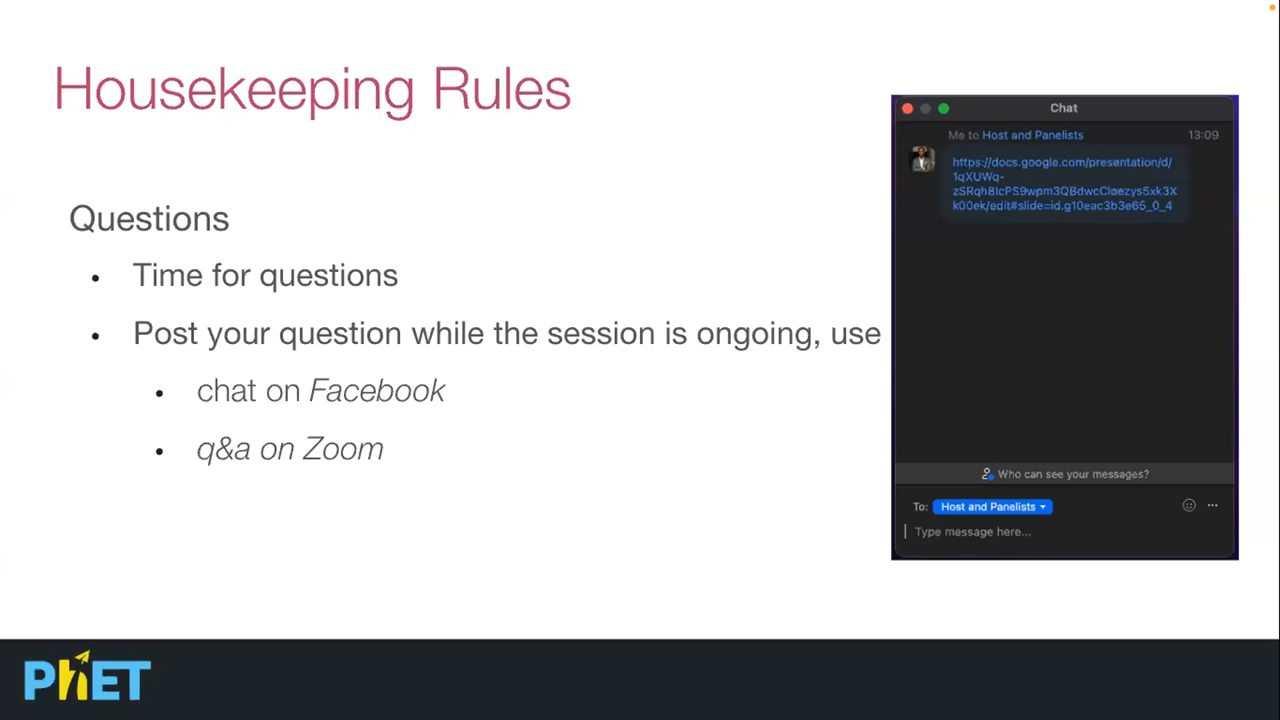 Housekeeping Rules
Questions
• Time for questions
• Post your question while the session is ongoing, use
• chat on Facebook
• q&a on Zoom
Chat
Me to Host and Panelists 13:09
https://docs.google.com/presentation/d/
1qXUWq-
zSRqh8IcPS9wpm3QBdwcCloezys5xk3X
k00ek/edit#slide=id.g10eac3b3e65_0_4
Who can see your messages?
To: Host and Panelists
Type message here...
PhET